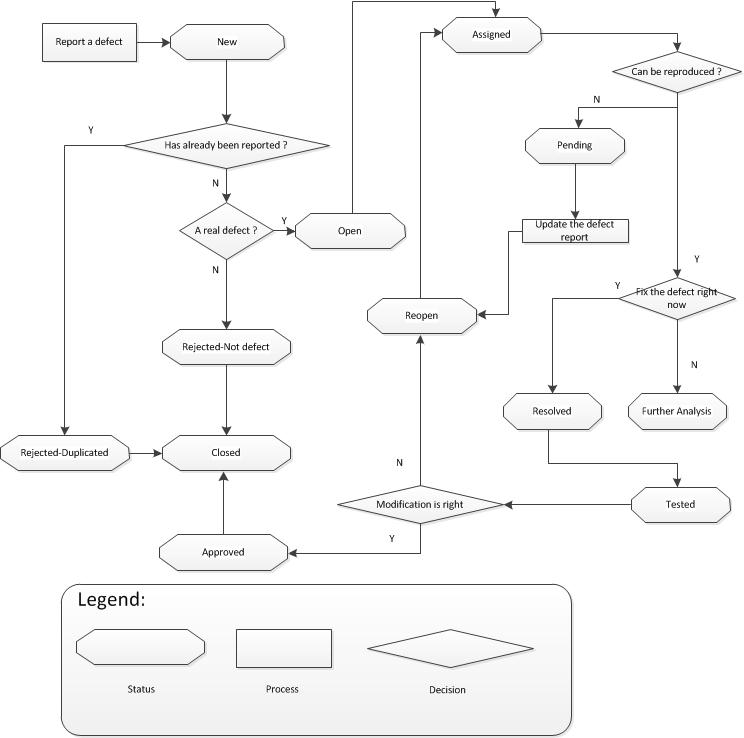 Report a defect
New
Assigned
Can be reproduced ?
N
Y
Has already been reported ?
Pending
N
A real defect ?
Y
Open
Update the defect
report
N
Y
Y
Fix the defect right
now
Reopen
Rejected-Not defect
N
Resolved
Further Analysis
Rejected-Duplicated
Closed
N
Modification is right
Tested
Y
Approved
Legend:
Status
Process
Decision